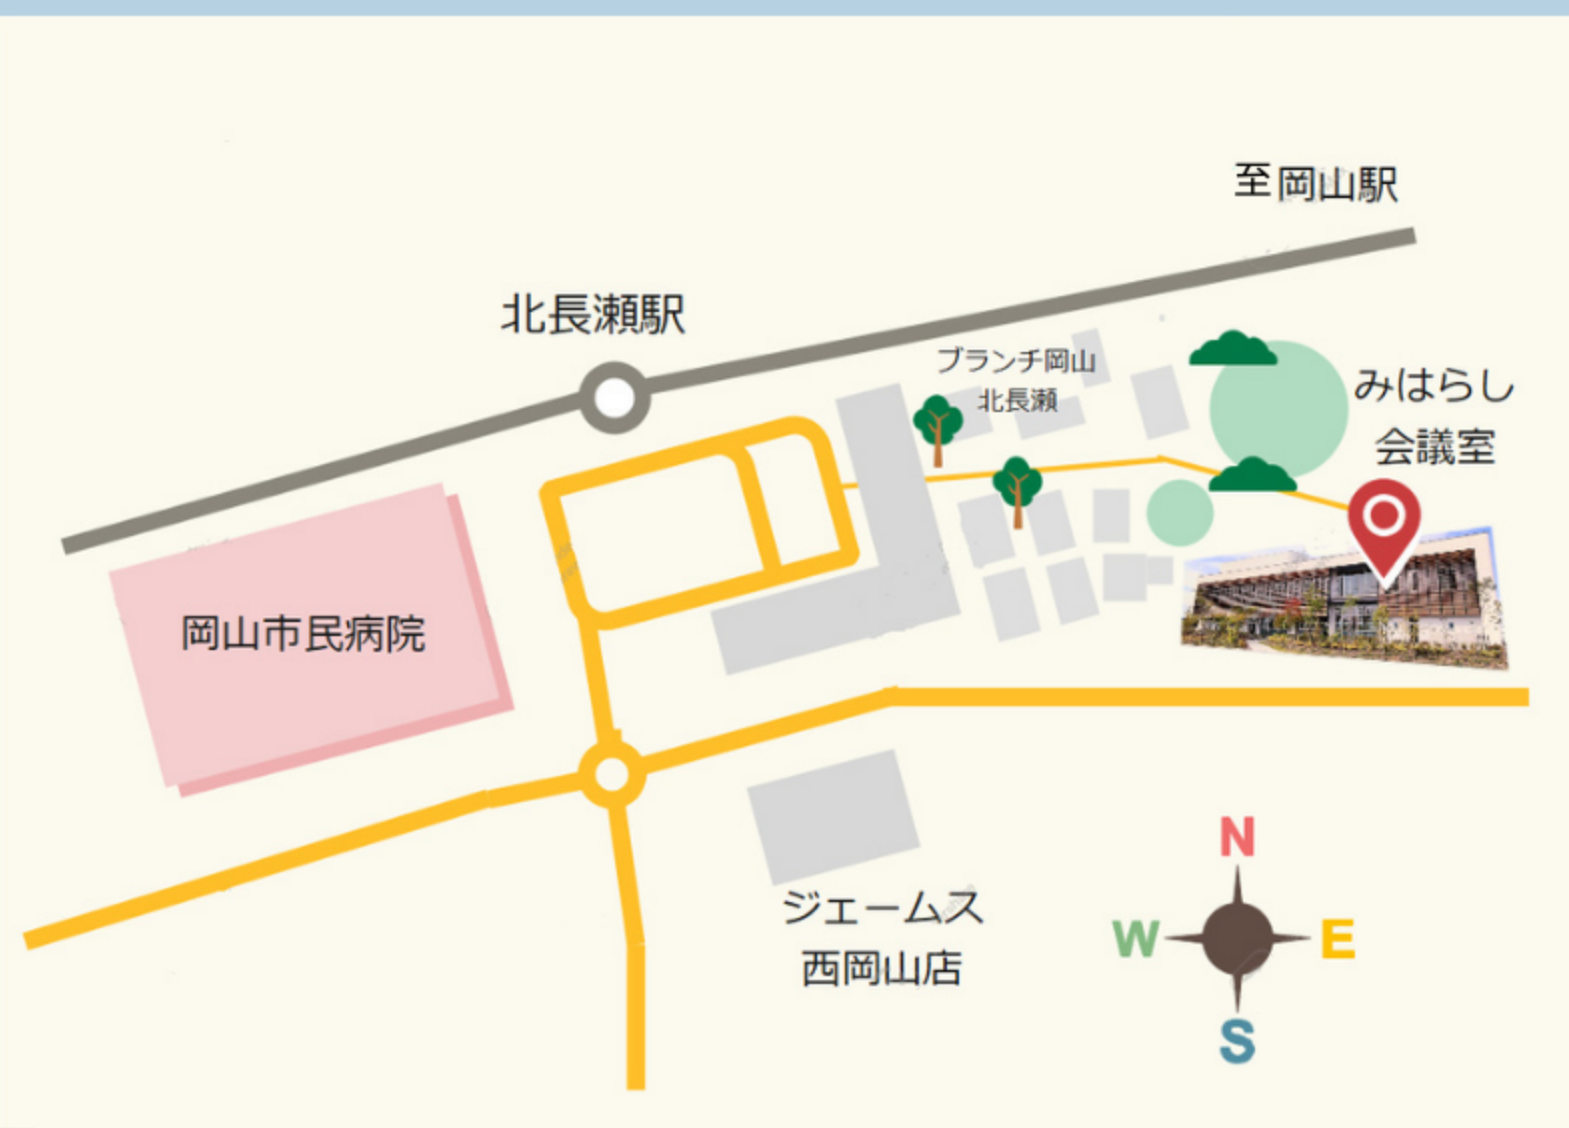 至岡山駅
北長瀬駅
ブランチ岡山
北長瀬
みはらし
会議室
岡山市民病院
ジェームス
西岡山店
N
W
E
S